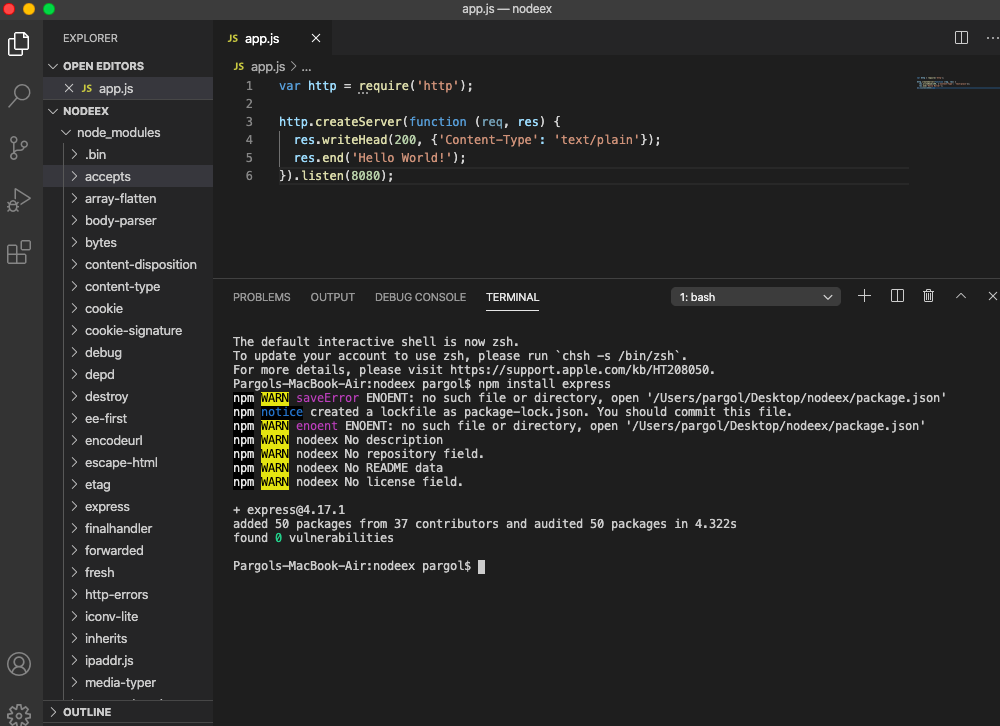 app.js — nodeex
EXPLORER
OPEN EDITORS
JS app.js
NODEEX
node_modules
.bin
accepts
array-flatten
body-parser
bytes
content-disposition
content-type
cookie
cookie-signature
debug
depd
destroy
ee-first
encodeurl
escape-html
etag
express
finalhandler
forwarded
fresh
http-errors
iconv-lite
inherits
ipaddr.js
media-typer
OUTLINE
JS app.js
JS app.js > ...
1 var http = require('http');
2
3 http.createServer(function (req, res) {
4 res.writeHead(200, {'Content-Type': 'text/plain'});
5 res.end('Hello World!');
6 }).listen(8080);
PROBLEMS OUTPUT DEBUG CONSOLE TERMINAL 1: bash
The default interactive shell is now zsh.
To update your account to use zsh, please run `chsh -s /bin/zsh`.
For more details, please visit https://support.apple.com/kb/HT208050.
Pargols-MacBook-Air:nodeex pargol$ npm install express
npm WARN saveError ENOENT: no such file or directory, open '/Users/pargol/Desktop/nodeex/package.json'
npm notice created a lockfile as package-lock.json. You should commit this file.
npm WARN enoent ENOENT: no such file or directory, open '/Users/pargol/Desktop/nodeex/package.json'
npm WARN nodeex No description
npm WARN nodeex No repository field.
npm WARN nodeex No README data
npm WARN nodeex No license field.
+ express@4.17.1
added 50 packages from 37 contributors and audited 50 packages in 4.322s
found 0 vulnerabilities
Pargols-MacBook-Air:nodeex pargol$